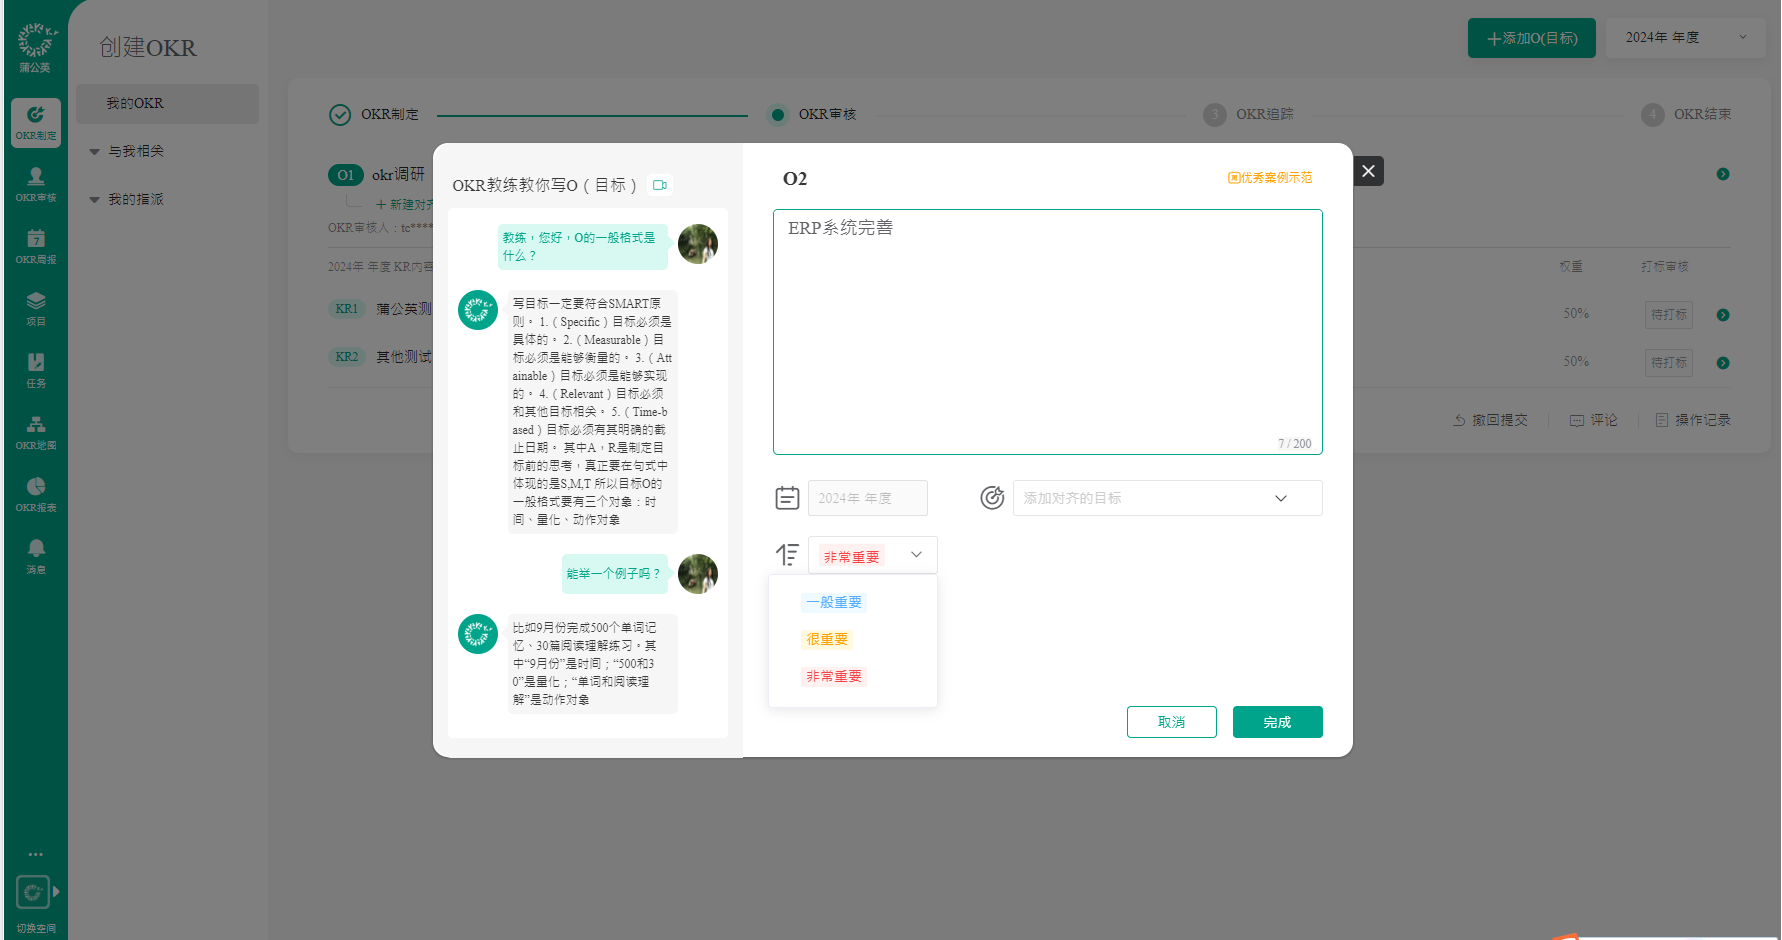 蒲公英
OKR制定
OKR审核
7
OKR周报
项目
任务
OKR地图
OKR报表
消息
切换空间
创建OKR
我的OKR
与我相关
我的指派
添加O(目标)
2024年 年度
OKR制定
OKR审核
3
OKR追踪
4
OKR结束
O1
okr调研
新建对齐
OKR审核人：tc****
2024年 年度 KR内容
权重
打标审核
KR1
蒲公英测
50%
待打标
KR2
其他测试
50%
待打标
撤回提交
评论
操作记录
OKR教练教你写O（目标）
教练，您好，O的一般格式是
什么？
写目标一定要符合SMART原
则。 1.（Specific）目标必须是
具体的。 2.（Measurable）目
标必须是能够衡量的。 3.（Att
ainable）目标必须是能够实现
的。 4.（Relevant）目标必须
和其他目标相关。 5.（Time-b
ased）目标必须有其明确的截
止日期。 其中A，R是制定目
标前的思考，真正要在句式中
体现的是S,M,T 所以目标O的
一般格式要有三个对象：时
间、量化、动作对象
能举一个例子吗？
比如9月份完成500个单词记
忆、30篇阅读理解练习。其
中“9月份”是时间；“500和3
0”是量化；“单词和阅读理
解”是动作对象
O2
优秀案例示范
ERP系统完善
7 / 200
2024年 年度
添加对齐的目标
非常重要
一般重要
很重要
非常重要
取消
完成